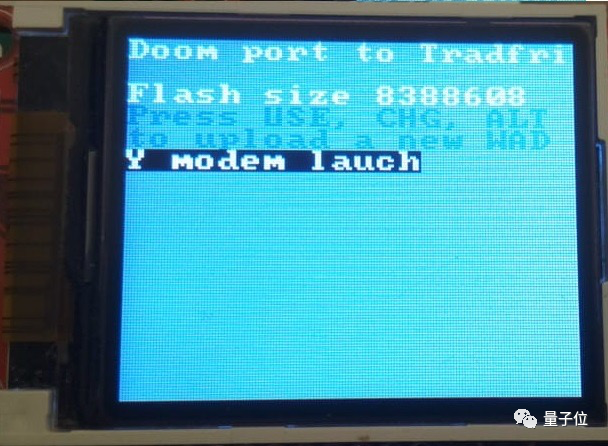 Doom port to Tradfri
Flash size 8388608
Press USE, CHG, ALT
to upload a new WAD
Y modem lauch
量子位